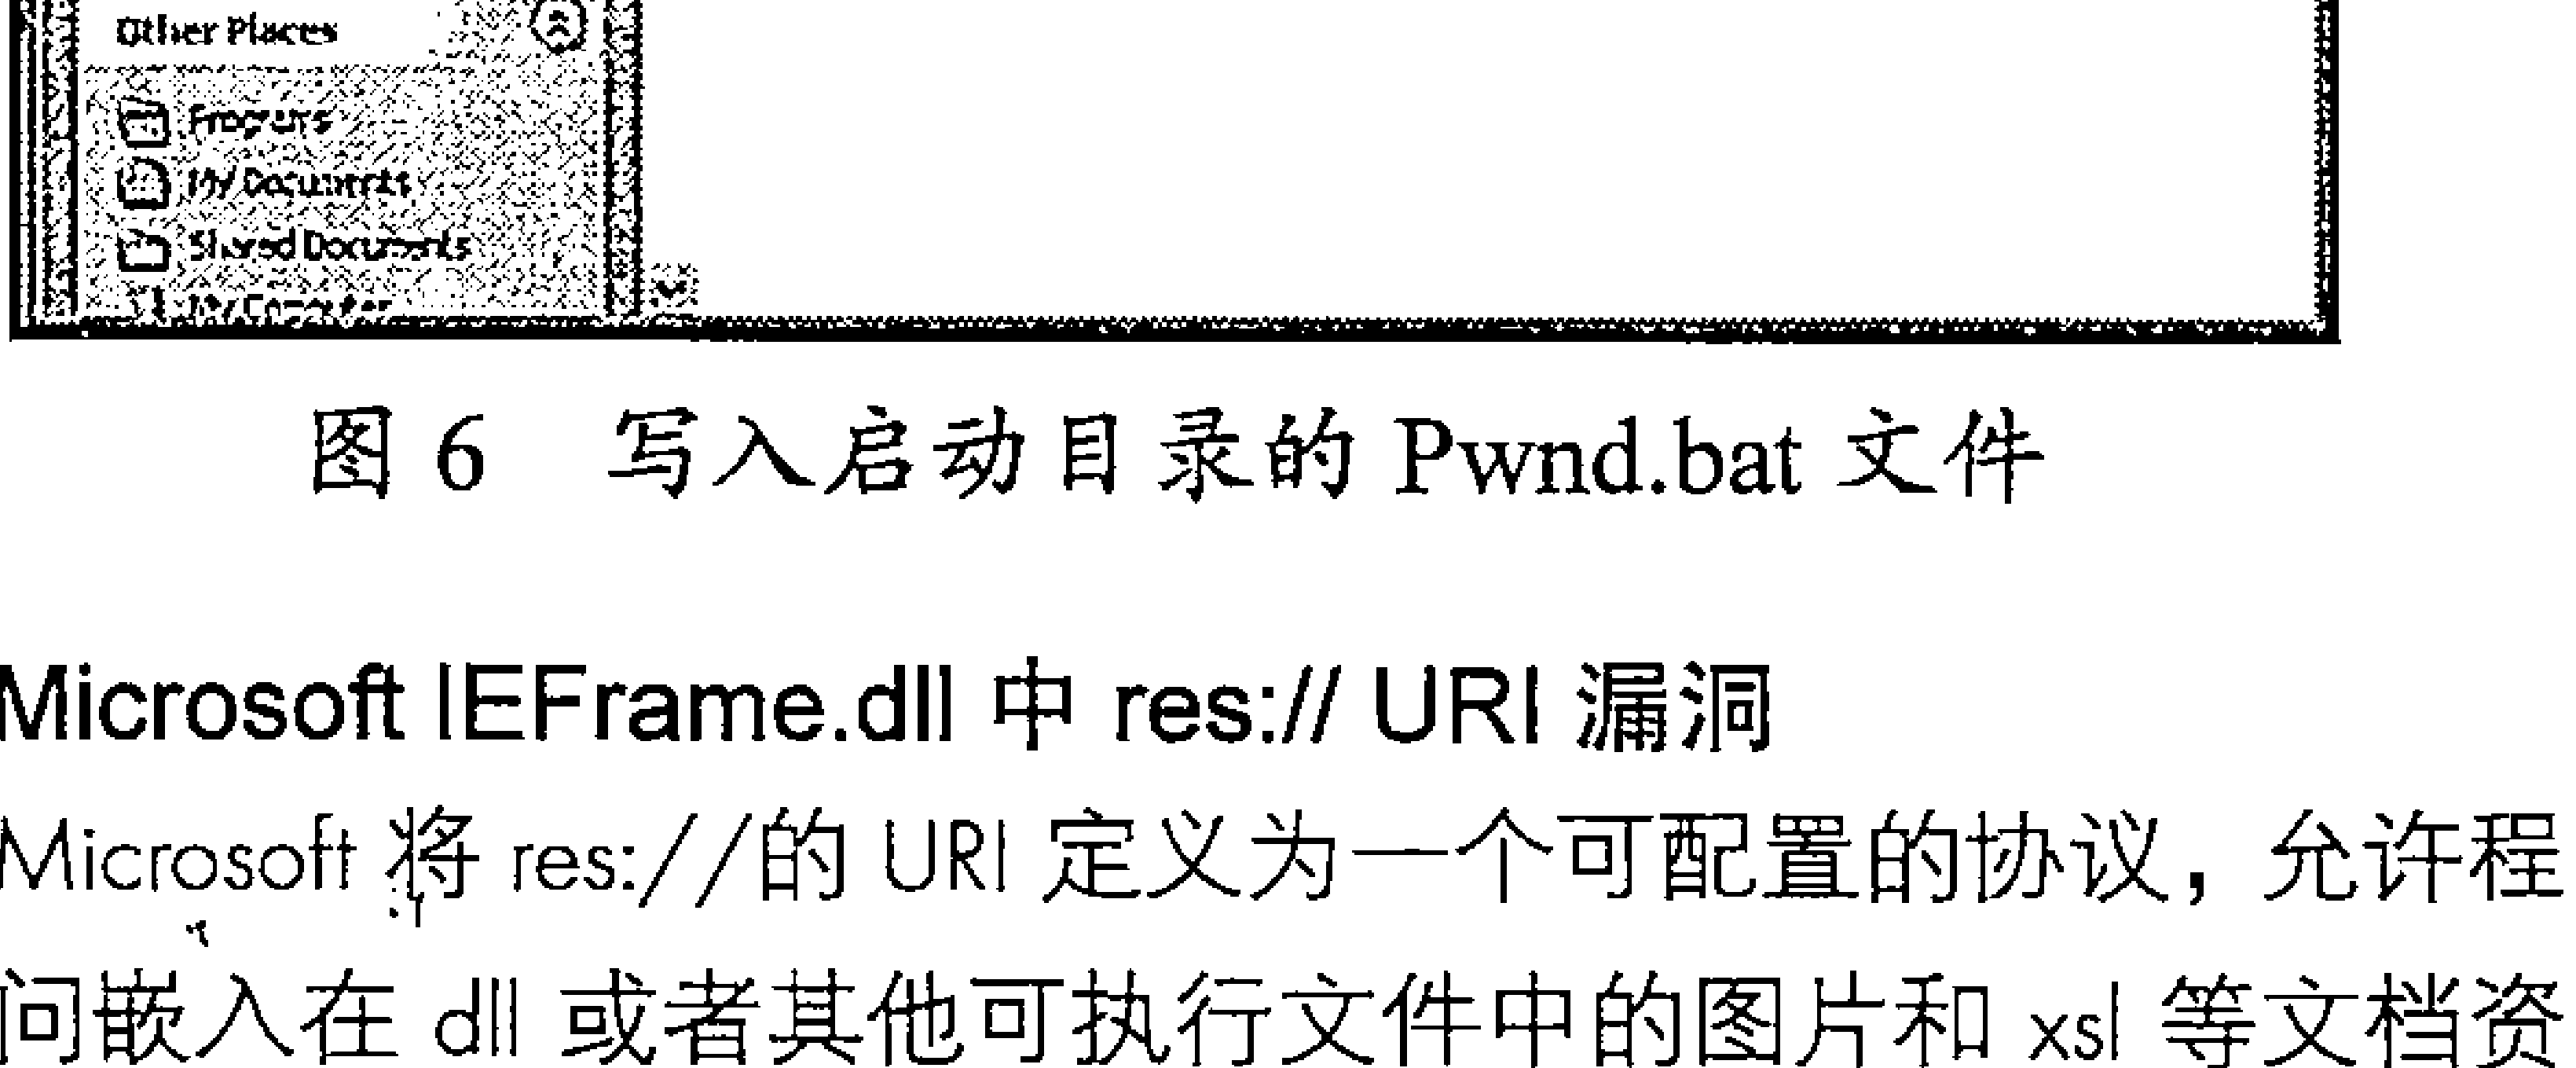 Other Places
Programs
My Documents
Shared Documents
My Computer
图 6 写入启动目录的 Pwnd.bat 文件
Microsoft IEFrame.dll 中 res:// URI 漏洞
Microsoft 将 res://的 URI 定义为一个可配置的协议，允许程
问嵌入在 dll 或者其他可执行文件中的图片和 xsl 等文档资